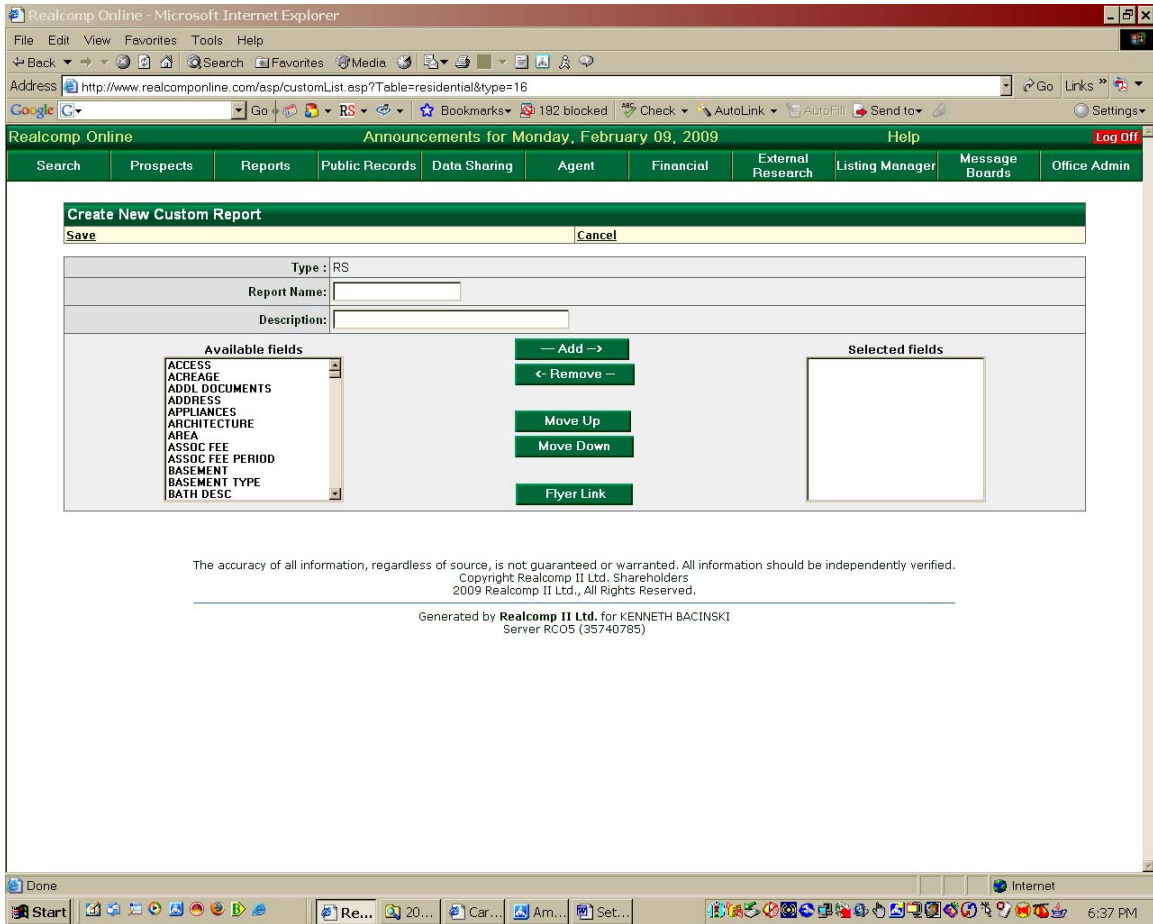 Realcomp Online - Microsoft Internet Explorer
File Edit View Favorites Tools Help
Back Search Favorites Media
Address http://www.realcomponline.com/asp/customList.asp?Table=residential&type=16 Go Links »
Google G Go RS Bookmarks 192 blocked ABC Check AutoLink AutoFill Send to Settings
Realcomp Online Announcements for Monday, February 09, 2009 Help Log Off
Search Prospects Reports Public Records Data Sharing Agent Financial External Research Listing Manager Message Boards Office Admin
Create New Custom Report
Save Cancel
Type : RS
Report Name:
Description:
Available fields
ACCESS
ACREAGE
ADDL DOCUMENTS
ADDRESS
APPLIANCES
ARCHITECTURE
AREA
ASSOC FEE
ASSOC FEE PERIOD
BASEMENT
BASEMENT TYPE
BATH DESC
— Add —>
<- Remove —
Move Up
Move Down
Flyer Link
Selected fields
The accuracy of all information, regardless of source, is not guaranteed or warranted. All information should be independently verified.
Copyright Realcomp II Ltd. Shareholders
2009 Realcomp II Ltd., All Rights Reserved.
Generated by Realcomp II Ltd. for KENNETH BACINSKI
Server RCO5 (35740785)
Done Internet
Start Re... 20... Car... Am... Set... 6:37 PM